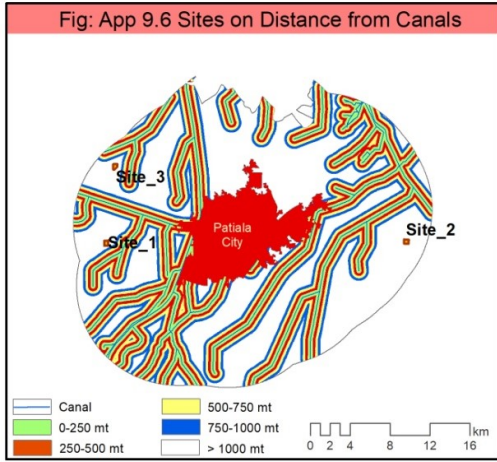 Fig: App 9.6 Sites on Distance from Canals
Site_3
Site_2
Site_1
Patiala
City
Canal
0-250 mt
250-500 mt
500-750 mt
750-1000 mt
> 1000 mt
km
0 2 4 8 12 16